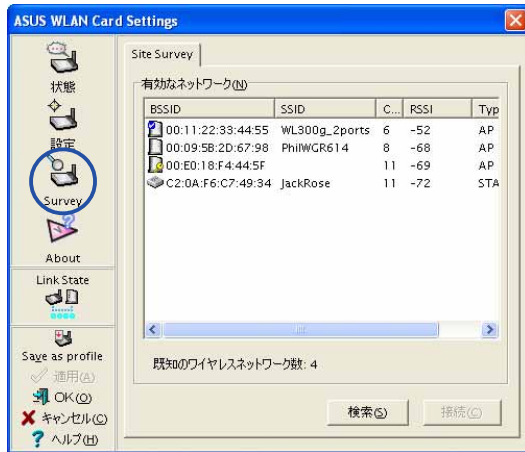 ASUS WLAN Card Settings
状態
設定
Survey
About
Link State
Save as profile
適用(A)
OK(O)
キャンセル(C)
ヘルプ(H)
Site Survey
有効なネットワーク(N)
BSSID SSID C... RSSI Typ
00:11:22:33:44:55 WL300g_2ports 6 -52 AP
00:09:5B:2D:67:98 PhilWGR614 8 -68 AP
00:E0:18:F4:44:5F 11 -69 AP
C2:0A:F6:C7:49:34 JackRose 11 -72 STA
既知のワイヤレスネットワーク数: 4
検索(S)
接続(C)